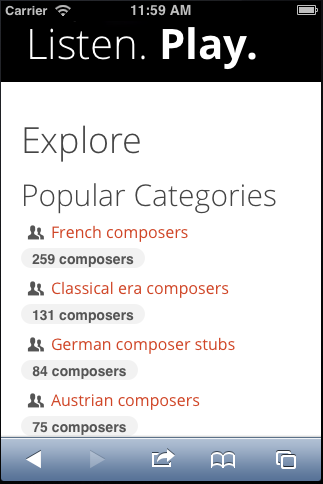 Carrier 11:59 AM
Listen. Play.
Explore
Popular Categories
French composers
259 composers
Classical era composers
131 composers
German composer stubs
84 composers
Austrian composers
75 composers